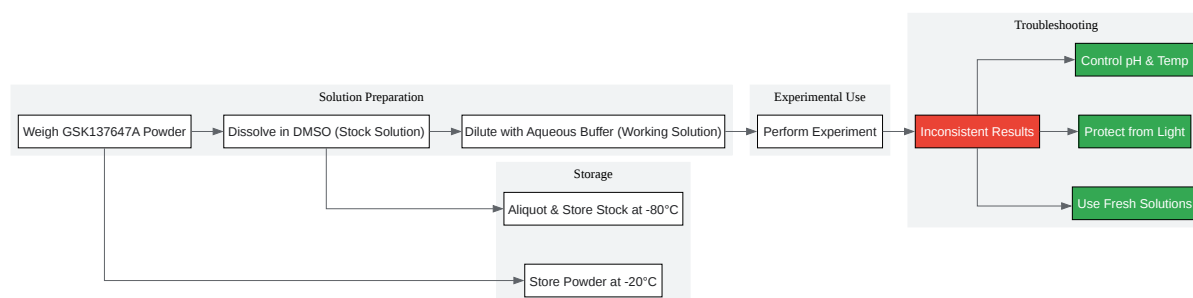 Troubleshooting
Control pH & Temp
Solution Preparation
Experimental Use
Weigh GSK137647A Powder
Dissolve in DMSO (Stock Solution)
Dilute with Aqueous Buffer (Working Solution)
Perform Experiment
Inconsistent Results
Protect from Light
Storage
Aliquot & Store Stock at -80°C
Use Fresh Solutions
Store Powder at -20°C